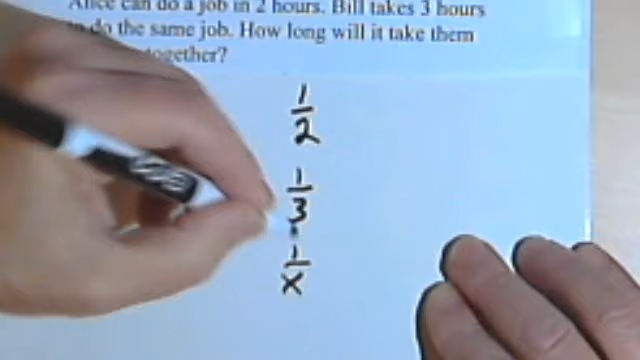 Alice can do a job in 2 hours. Bill takes 3 hours
to do the same job. How long will it take them
together?
1
2
1
3
1
x